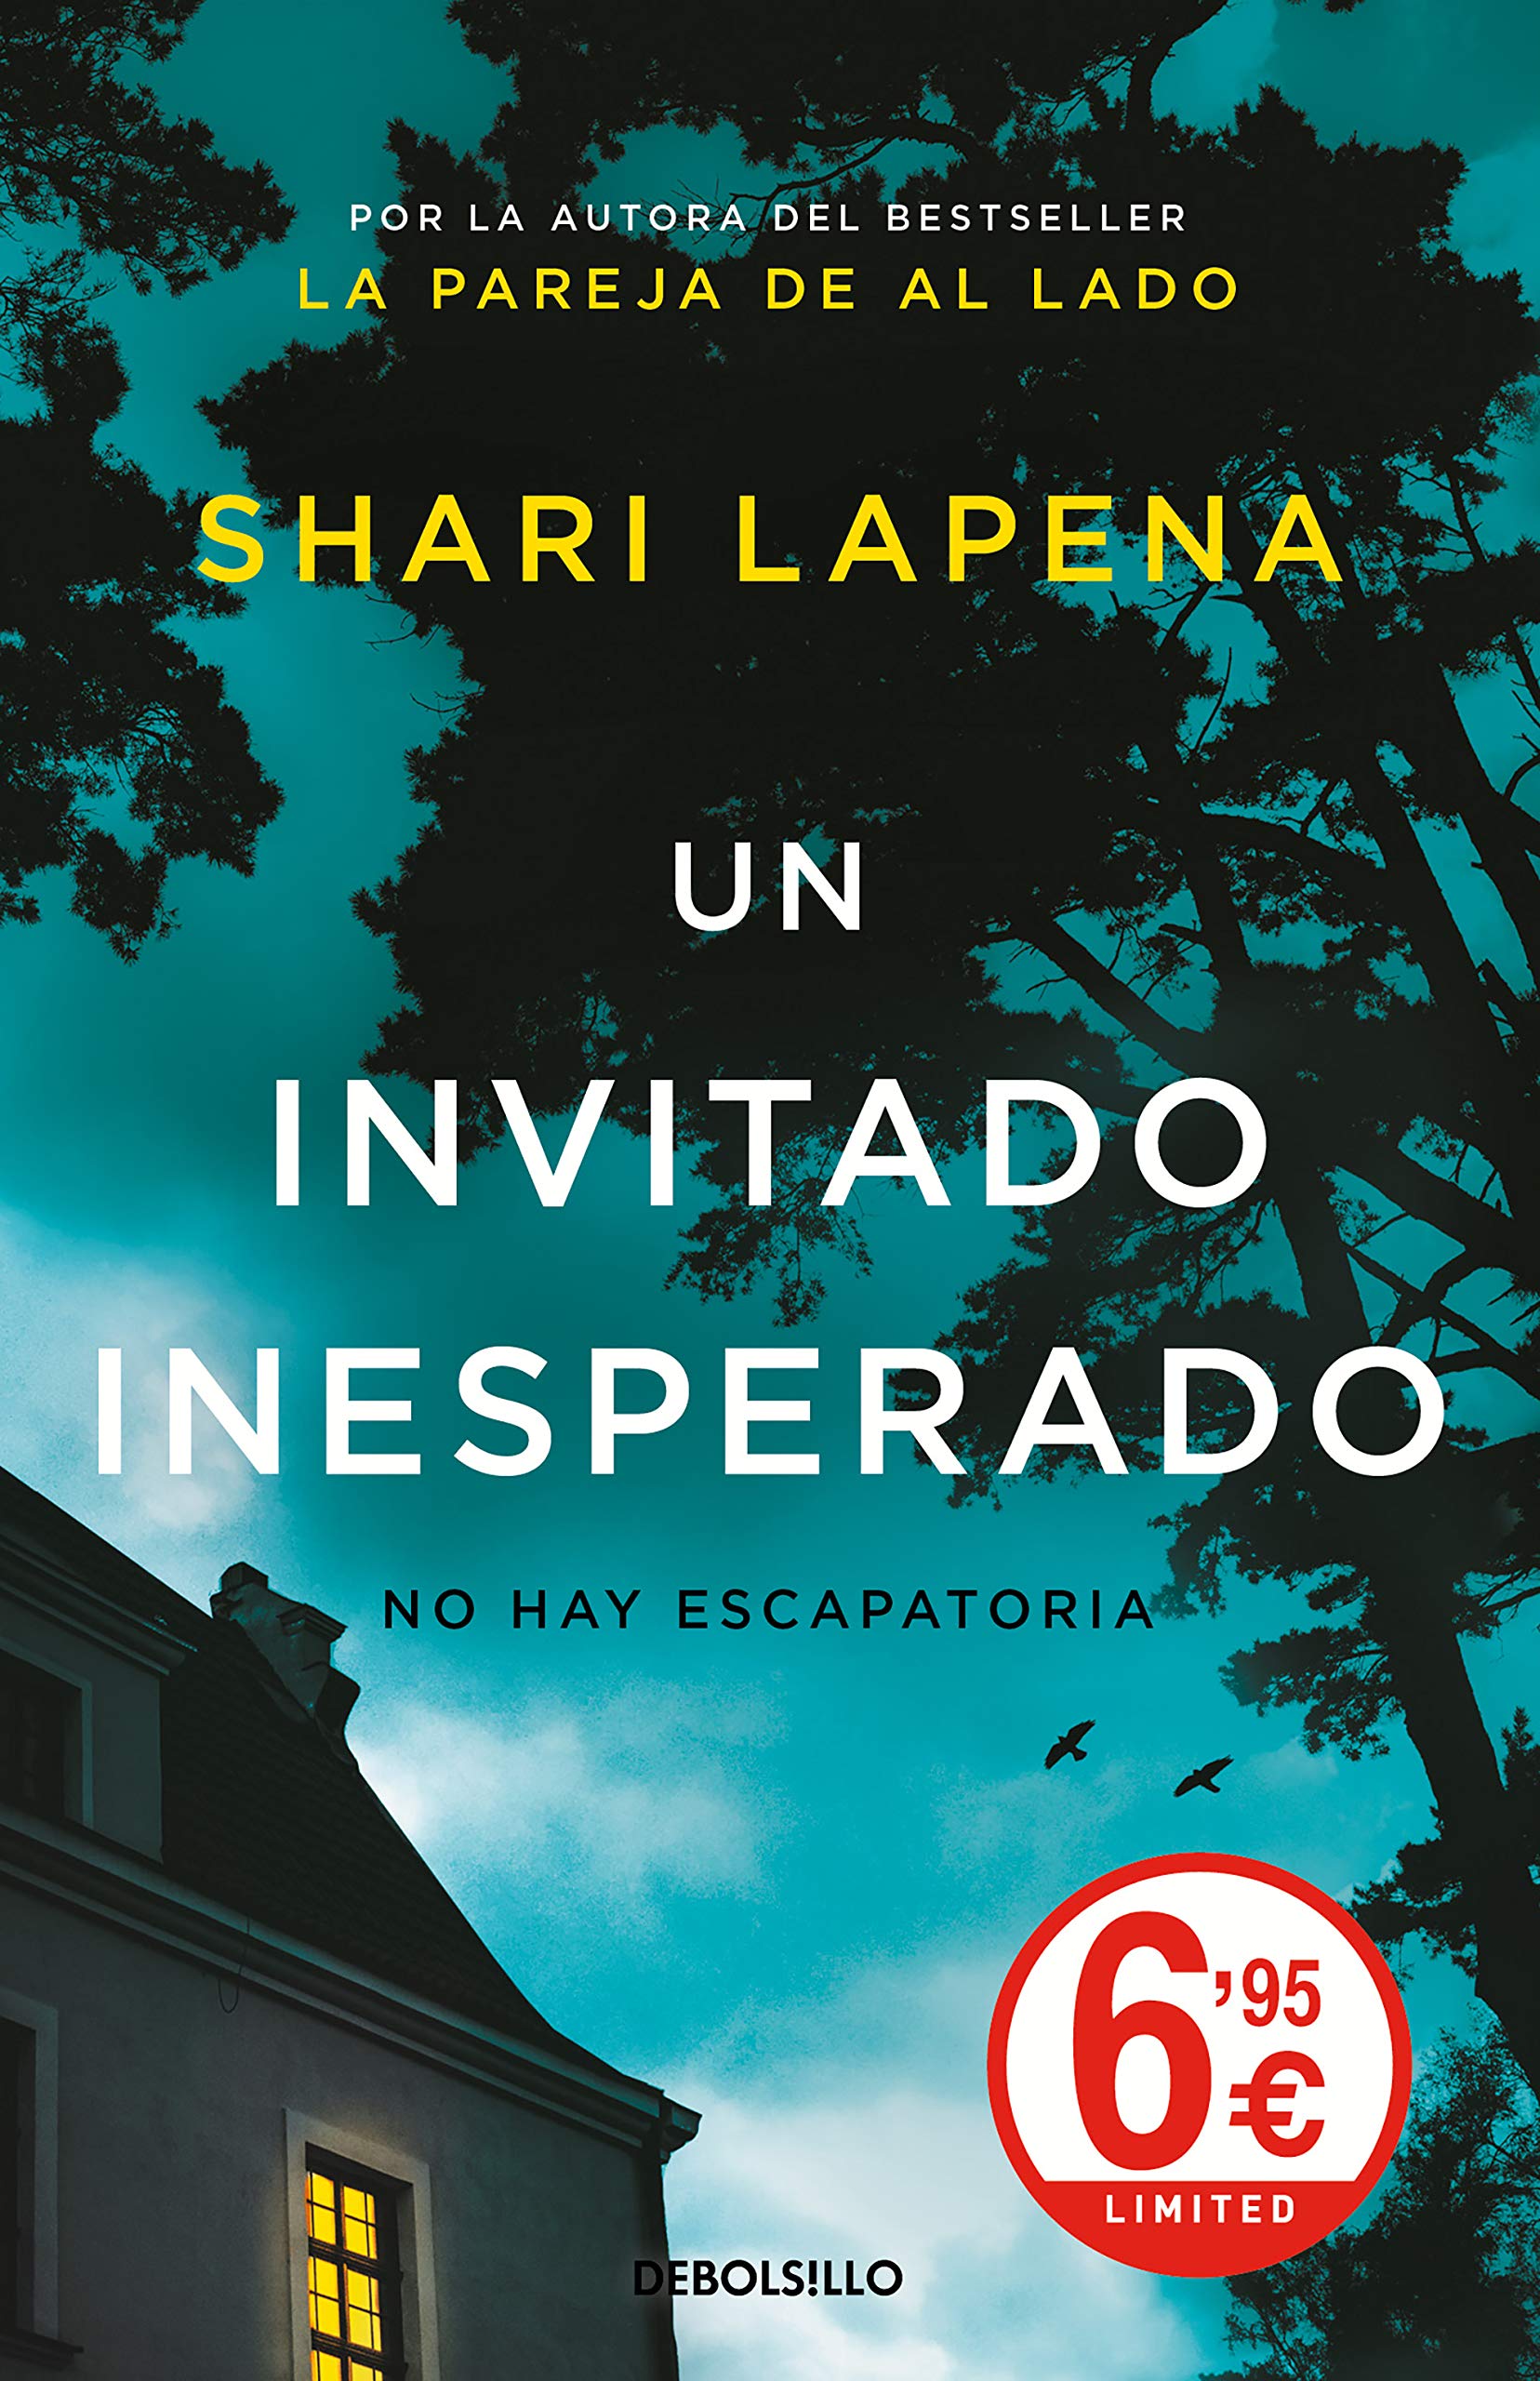 POR LA AUTORA DEL BESTSELLER
LA PAREJA DE AL LADO
SHARI LAPENA
UN
INVITADO
INESPERADO
NO HAY ESCAPATORIA
6’95
€
LIMITED
DEBOLS!LLO